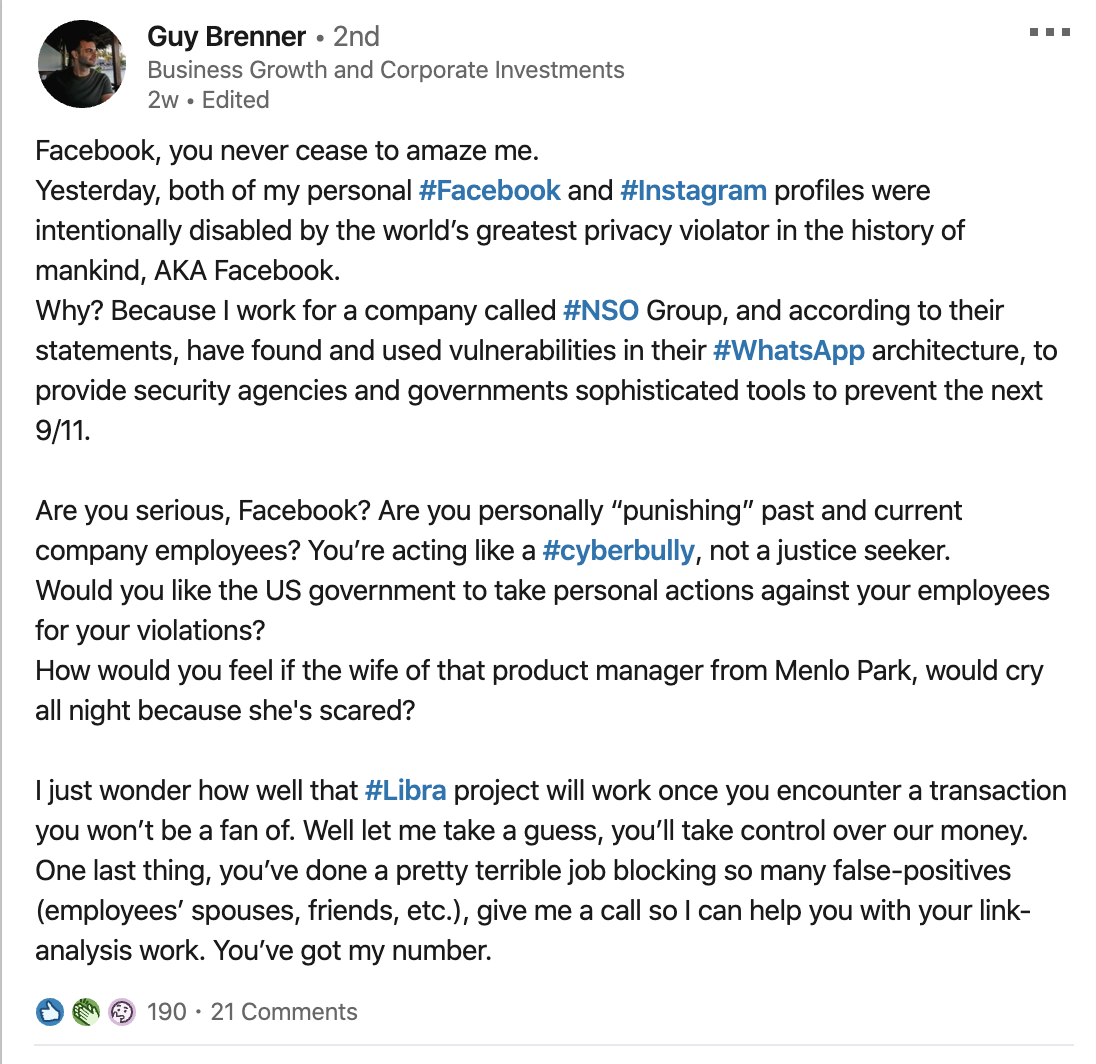 Guy Brenner • 2nd
Business Growth and Corporate Investments
2w • Edited
Facebook, you never cease to amaze me.
Yesterday, both of my personal #Facebook and #Instagram profiles were
intentionally disabled by the world’s greatest privacy violator in the history of
mankind, AKA Facebook.
Why? Because I work for a company called #NSO Group, and according to their
statements, have found and used vulnerabilities in their #WhatsApp architecture, to
provide security agencies and governments sophisticated tools to prevent the next
9/11.
Are you serious, Facebook? Are you personally “punishing” past and current
company employees? You’re acting like a #cyberbully, not a justice seeker.
Would you like the US government to take personal actions against your employees
for your violations?
How would you feel if the wife of that product manager from Menlo Park, would cry
all night because she's scared?
I just wonder how well that #Libra project will work once you encounter a transaction
you won’t be a fan of. Well let me take a guess, you’ll take control over our money.
One last thing, you’ve done a pretty terrible job blocking so many false-positives
(employees’ spouses, friends, etc.), give me a call so I can help you with your link-
analysis work. You’ve got my number.
190 · 21 Comments